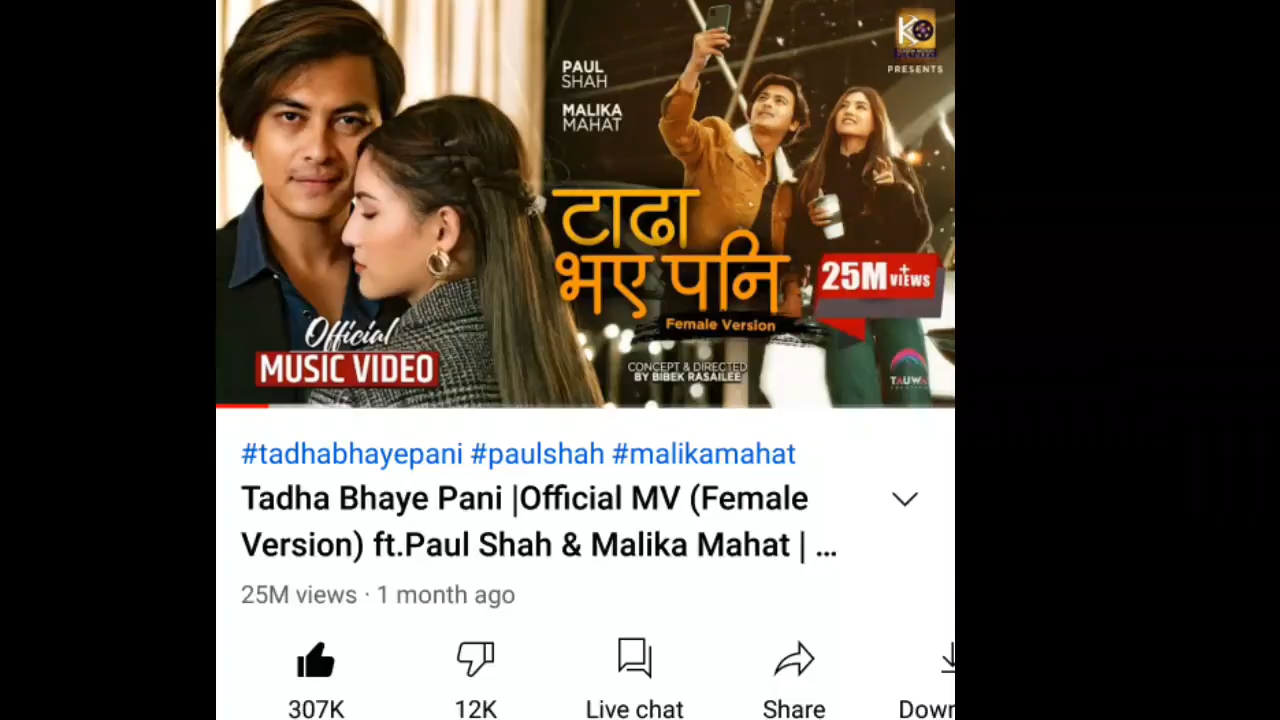 PAUL
SHAH
MALIKA
MAHAT
PRESENTS
टाढा
भए पनि
Female Version
25M+ VIEWS
Official
MUSIC VIDEO
CONCEPT & DIRECTED
BY BIBEK RASAILEE
#tadhabhayepani #paulshah #malikamahat
Tadha Bhaye Pani |Official MV (Female
Version) ft.Paul Shah & Malika Mahat | ...
25M views · 1 month ago
307K 12K Live chat Share Down